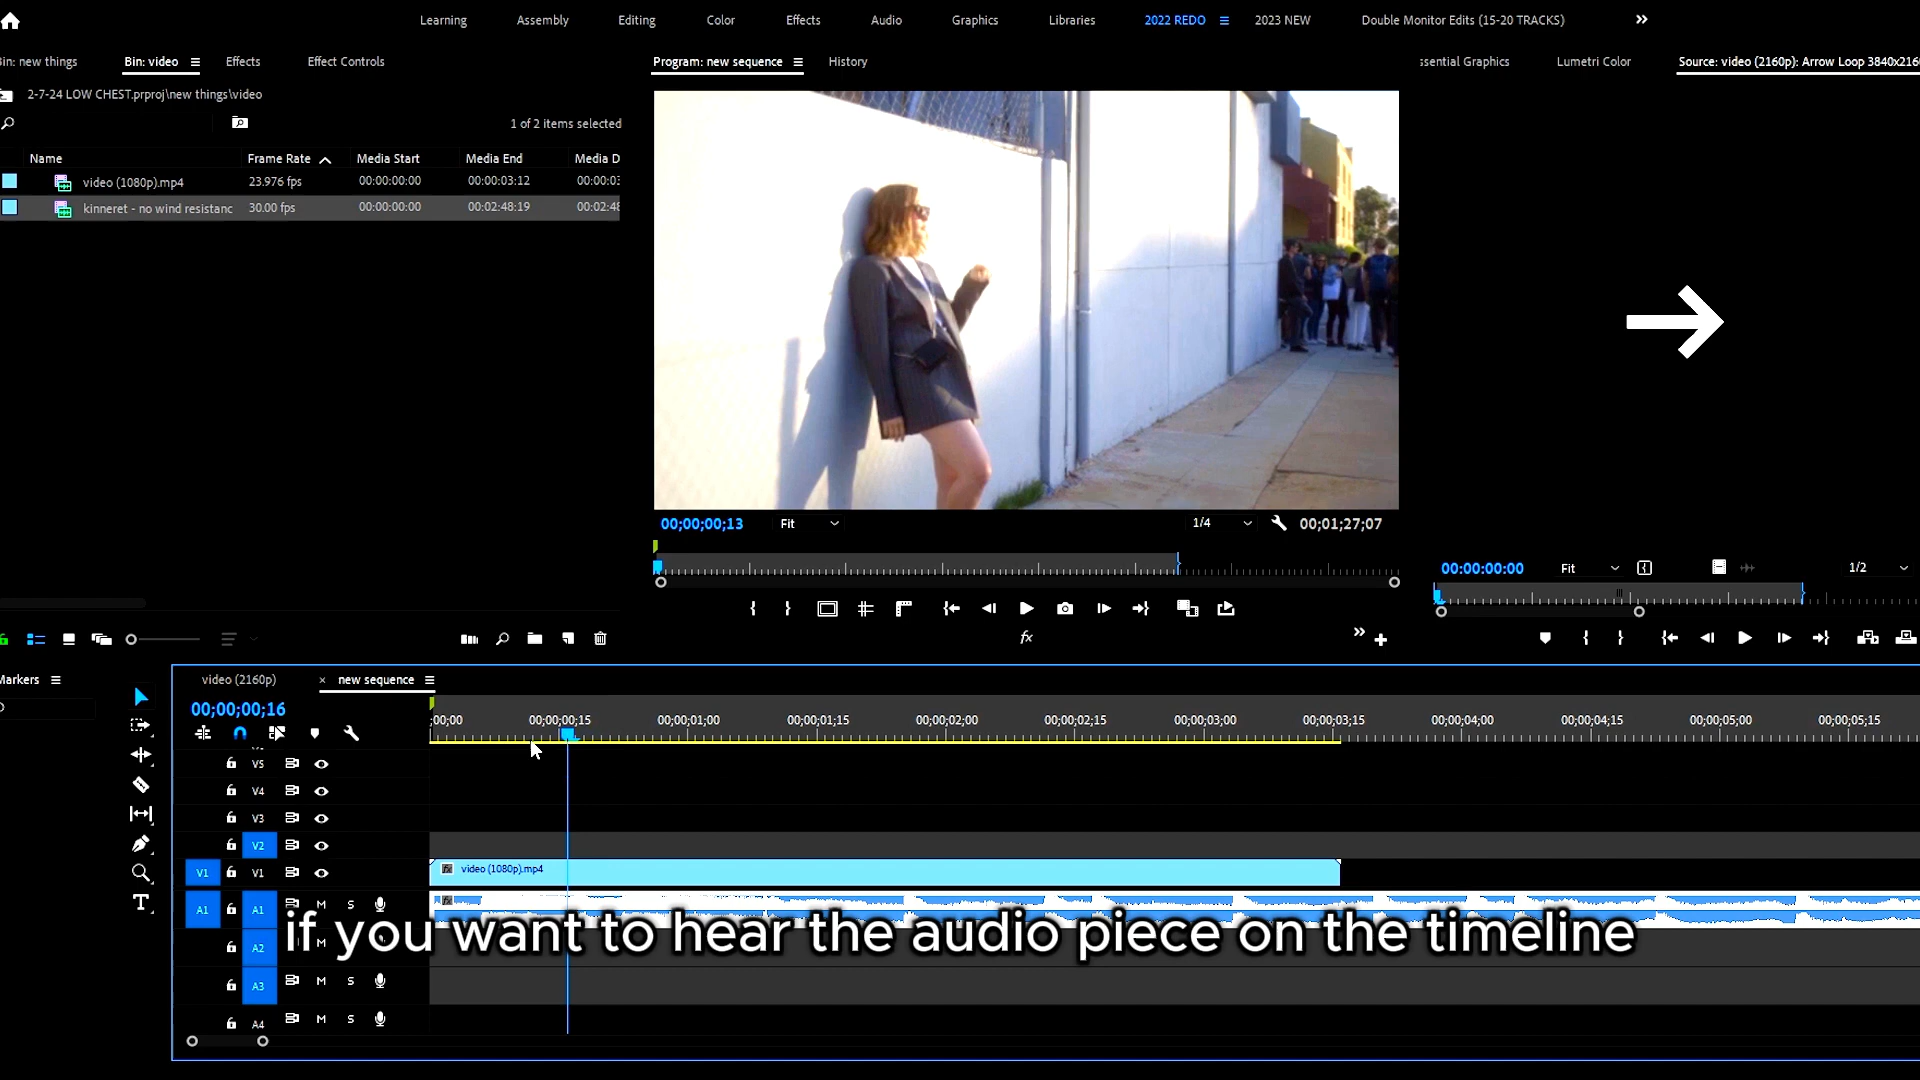 Learning Assembly Editing Color Effects Audio Graphics Libraries 2022 REDO 2023 NEW Double Monitor Edits (15-20 TRACKS)
in: new things Bin: video Effects Effect Controls
Program: new sequence History
ssential Graphics Lumetri Color Source: video (2160p): Arrow Loop 3840x216
2-7-24 LOW CHEST.prproj\new things\video
1 of 2 items selected
Name Frame Rate Media Start Media End Media D
video (1080p).mp4 23.976 fps 00:00:00:00 00:00:03:12 00:00:03
kinneret - no wind resistanc 30.00 fps 00:00:00:00 00:02:48:19 00:02:48
00;00;00;13 Fit 1/4 00;01;27;07
00:00:00:00 Fit 1/2
fx
Markers
video (2160p) × new sequence
00;00;00;16
;00;00 00;00;00;15 00;00;01;00 00;00;01;15 00;00;02;00 00;00;02;15 00;00;03;00 00;00;03;15 00;00;04;00 00;00;04;15 00;00;05;00 00;00;05;15
V5
V4
V3
V2
V1 V1 fx video (1080p).mp4
A1 A1 M S fx
if you want to hear the audio piece on the timeline
A2
A3 M S
A4 M S